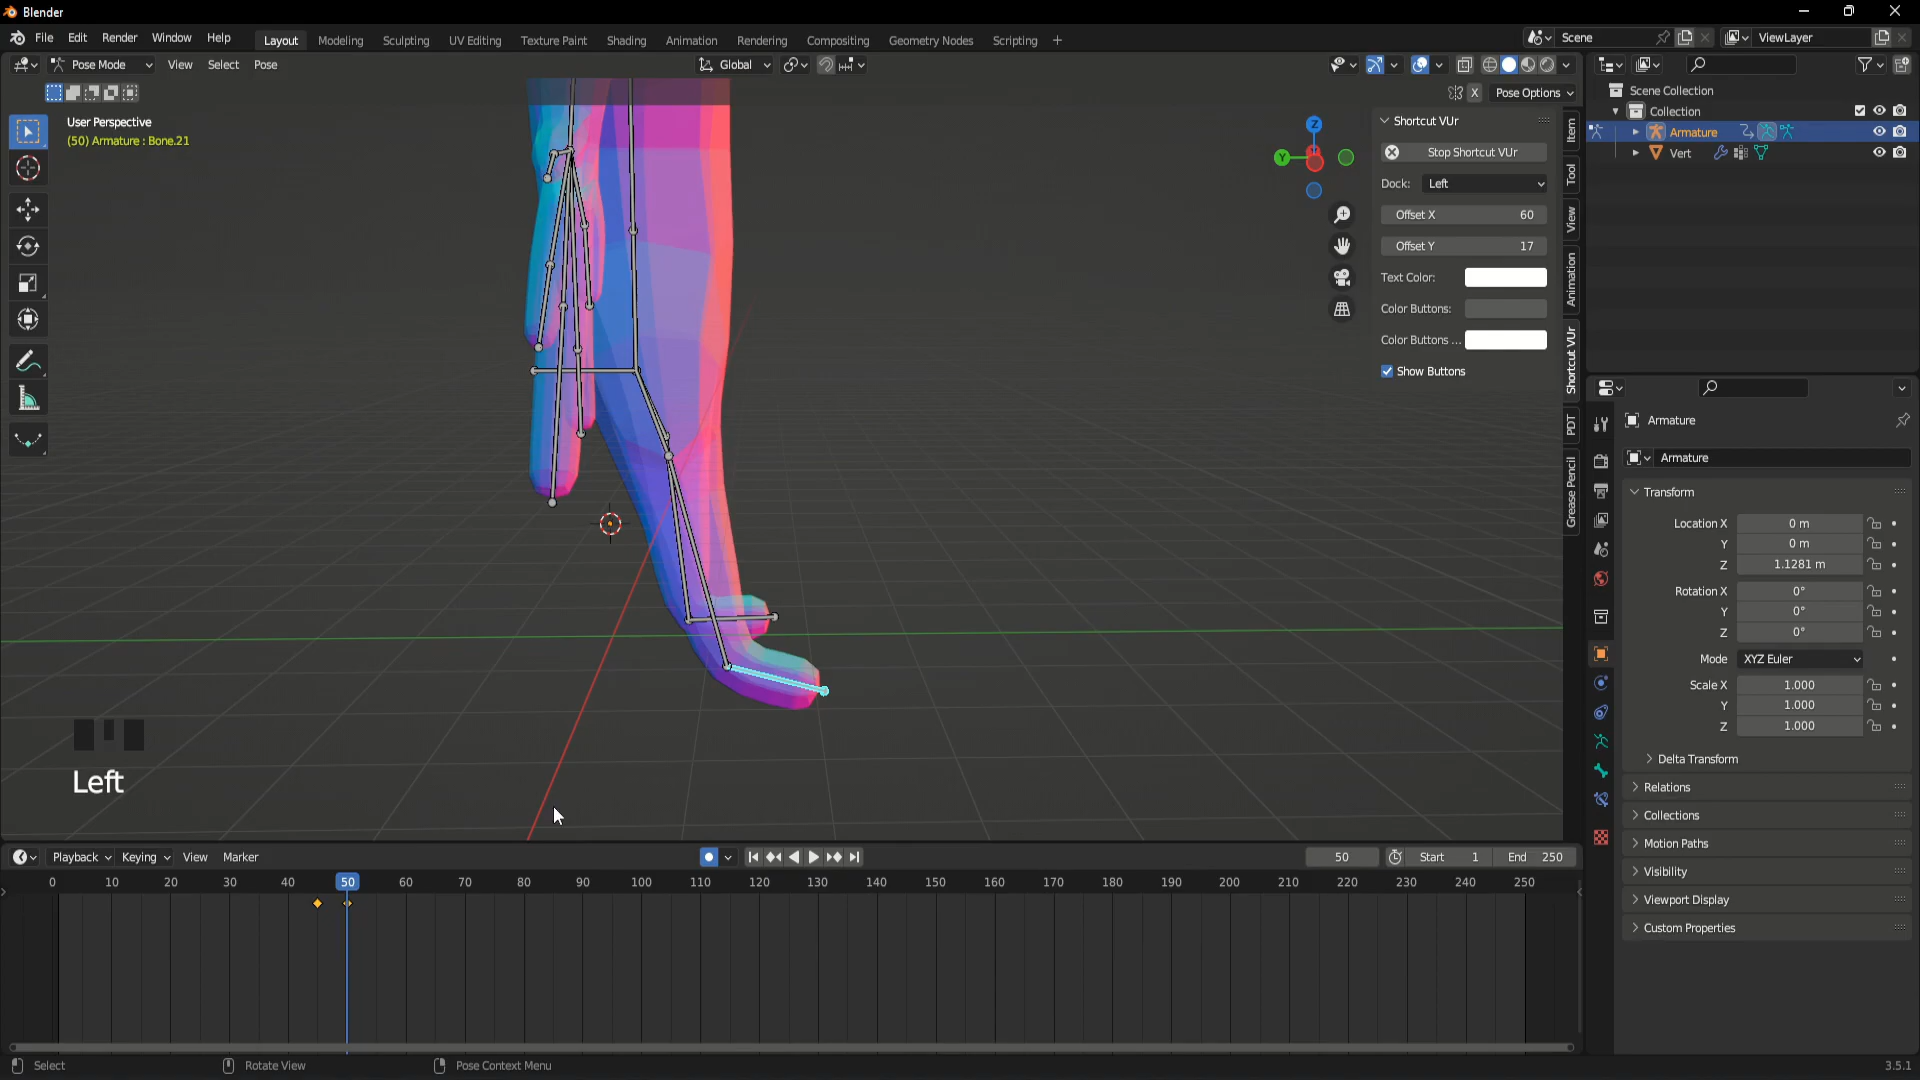 Blender
File Edit Render Window Help Layout Modeling Sculpting UV Editing Texture Paint Shading Animation Rendering Compositing Geometry Nodes Scripting + Scene ViewLayer
Pose Mode View Select Pose Global
X Pose Options
User Perspective
(50) Armature : Bone.21
Z
Y
Shortcut VUr
Stop Shortcut VUr
Dock: Left
Offset X 60
Offset Y 17
Text Color:
Color Buttons:
Color Buttons ...
Show Buttons
Item
Tool
View
Animation
Shortcut VUr
PDT
Grease Pencil
Scene Collection
Collection
Armature
Vert
Armature
Armature
Transform
Location X 0 m
Y 0 m
Z 1.1281 m
Rotation X 0°
Y 0°
Z 0°
Mode XYZ Euler
Scale X 1.000
Y 1.000
Z 1.000
Delta Transform
Relations
Collections
Motion Paths
Visibility
Viewport Display
Custom Properties
Left
Playback Keying View Marker 50 Start 1 End 250
0 10 20 30 40 50 60 70 80 90 100 110 120 130 140 150 160 170 180 190 200 210 220 230 240 250
Select Rotate View Pose Context Menu 3.5.1